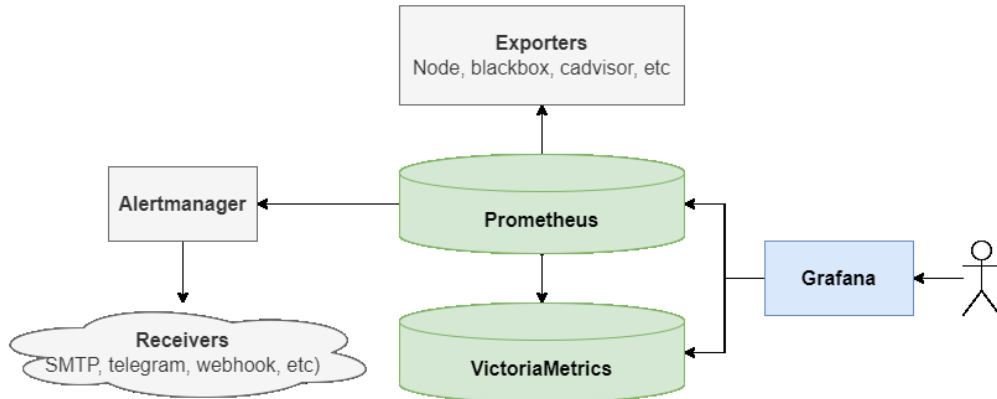 Exporters
Node, blackbox, cadvisor, etc
Alertmanager
Prometheus
Grafana
Receivers
SMTP, telegram, webhook, etc)
VictoriaMetrics